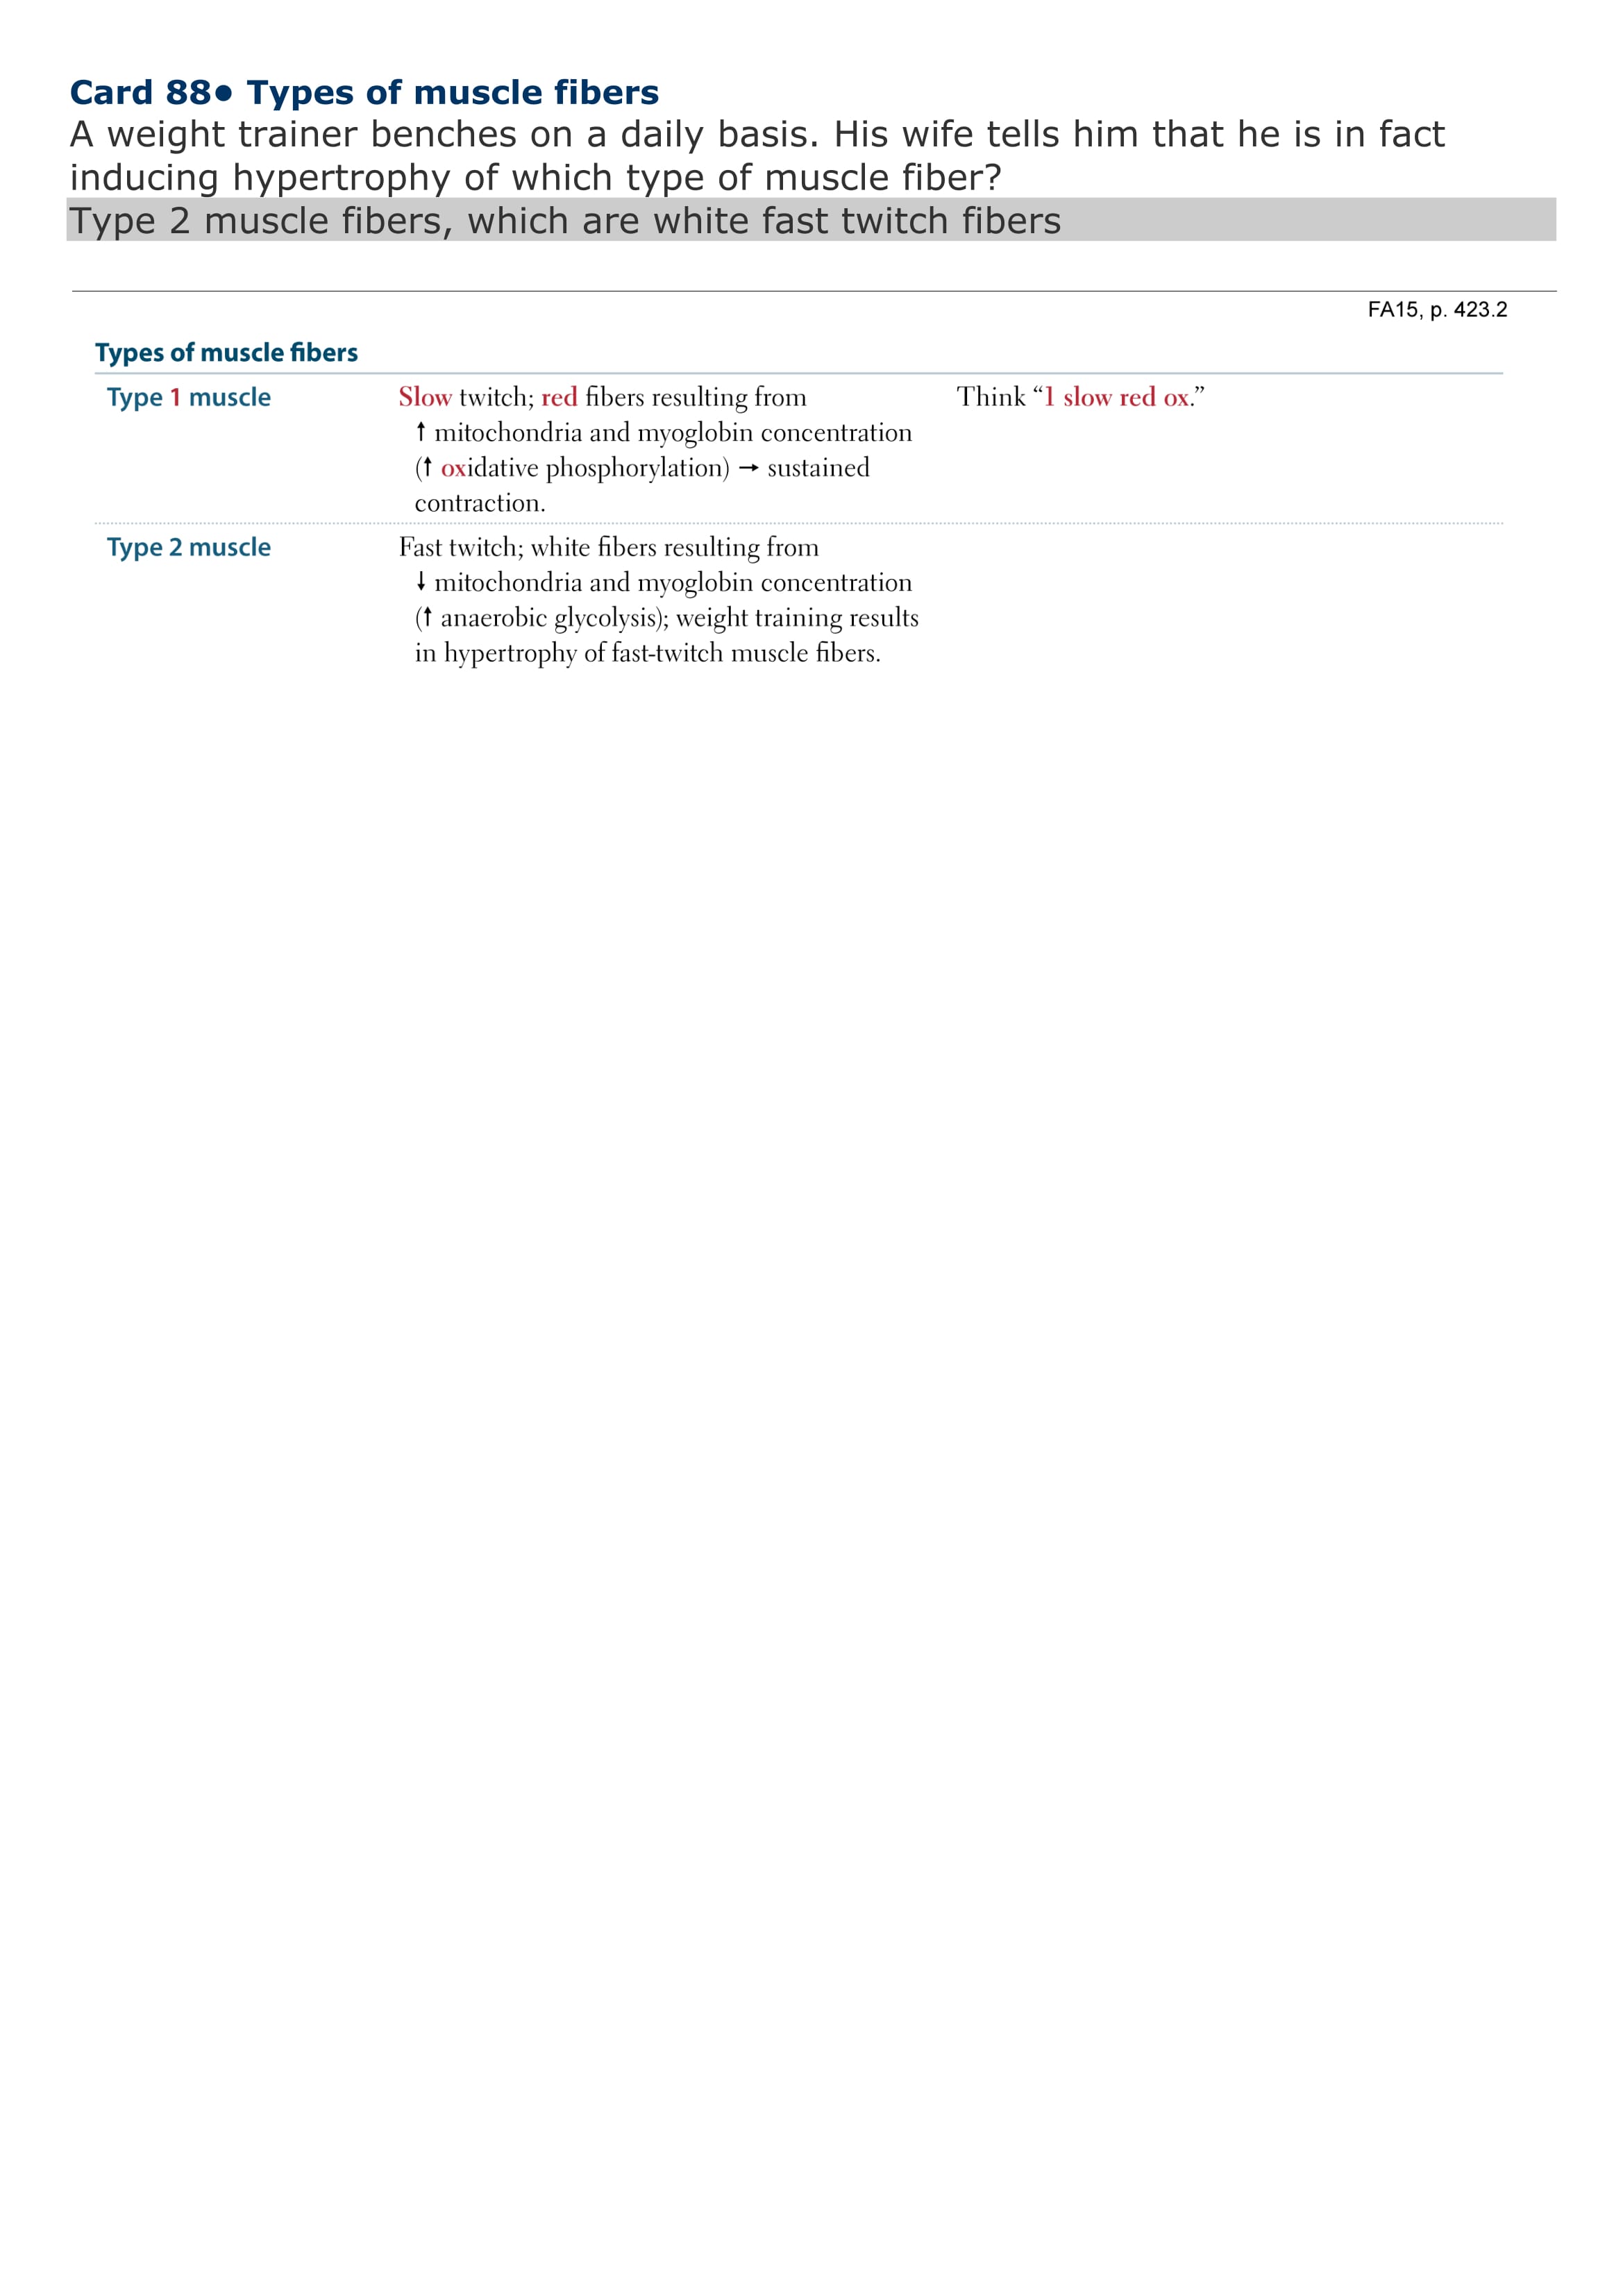 Card 88• Types of muscle fibers
A weight trainer benches on a daily basis. His wife tells him that he is in fact
inducing hypertrophy of which type of muscle fiber?
Type 2 muscle fibers, which are white fast twitch fibers
FA15, p. 423.2
Types of muscle fibers
Type 1 muscle
Slow twitch; red fibers resulting from
↑ mitochondria and myoglobin concentration
(↑ oxidative phosphorylation) → sustained
contraction.
Think “1 slow red ox.”
Type 2 muscle
Fast twitch; white fibers resulting from
↓ mitochondria and myoglobin concentration
(↑ anaerobic glycolysis); weight training results
in hypertrophy of fast-twitch muscle fibers.